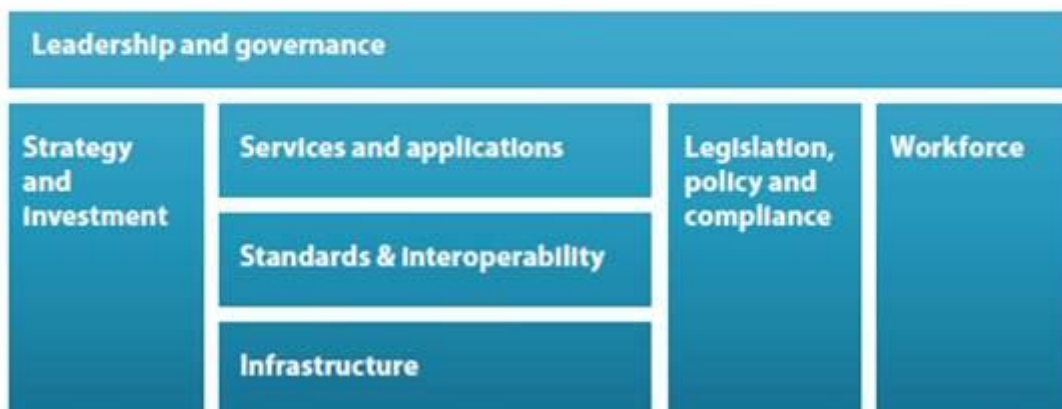 Leadership and governance
Strategy
and
investment
Services and applications
Standards & interoperability
Infrastructure
Legislation,
policy and
compliance
Workforce